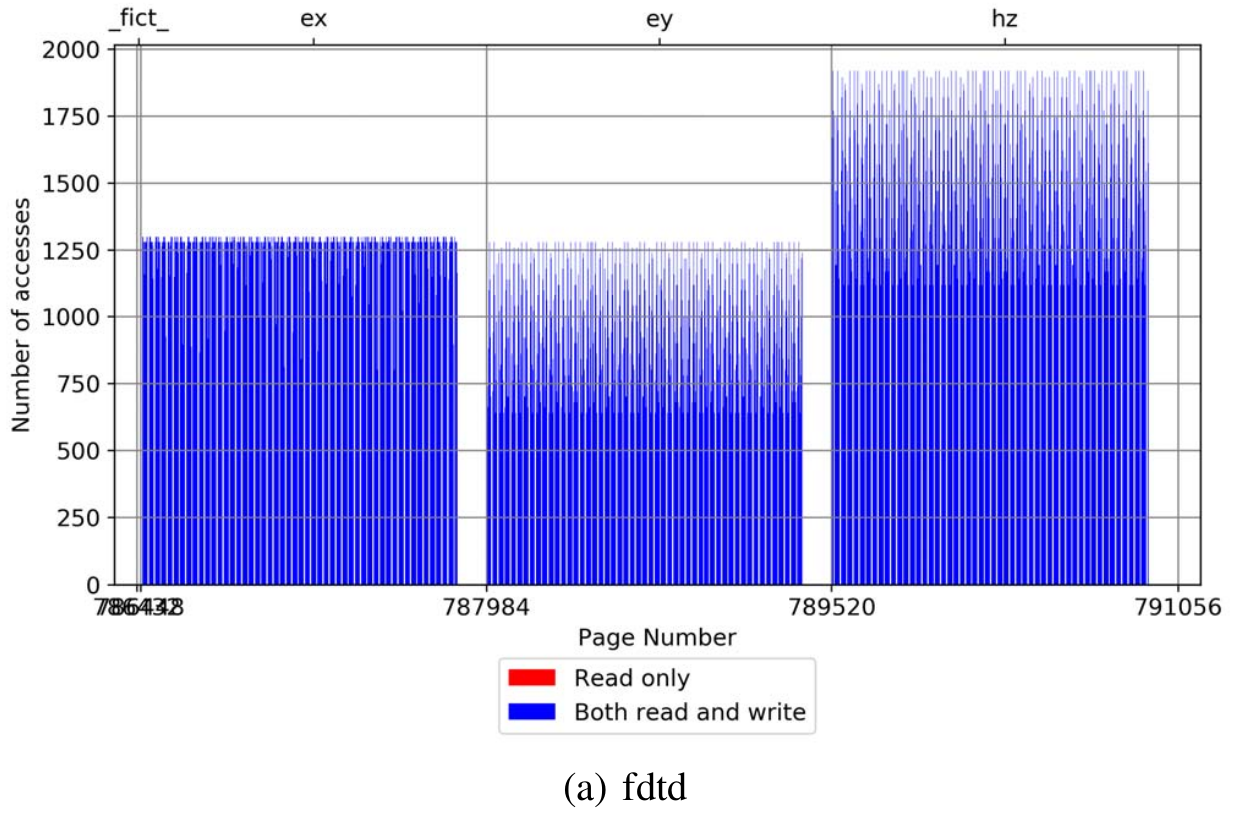 _fict_ ex ey hz
2000
1750
1500
1250
1000
750
500
250
0
Number of accesses
787984 789520 791056
Page Number
Read only
Both read and write
(a) fdtd